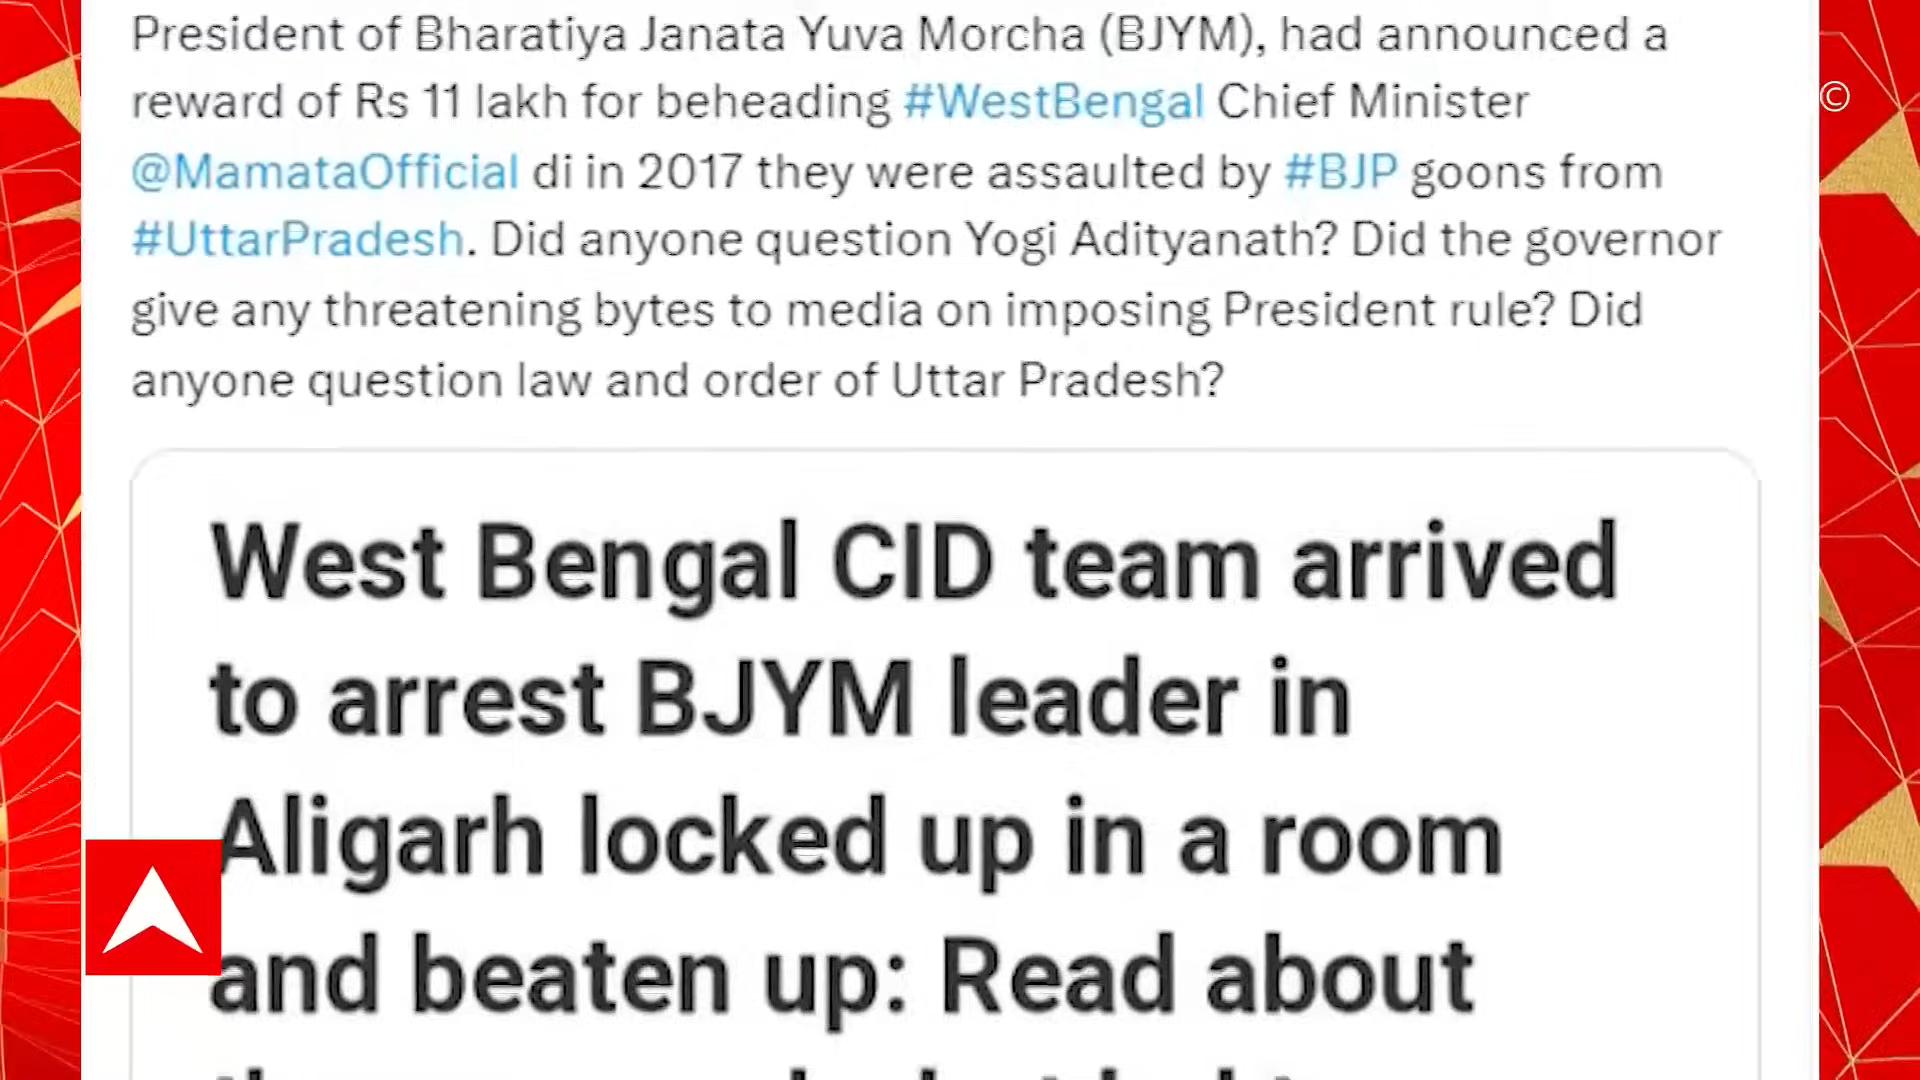 President of Bharatiya Janata Yuva Morcha (BJYM), had announced a
reward of Rs 11 lakh for beheading #WestBengal Chief Minister
@MamataOfficial di in 2017 they were assaulted by #BJP goons from
#UttarPradesh. Did anyone question Yogi Adityanath? Did the governor
give any threatening bytes to media on imposing President rule? Did
anyone question law and order of Uttar Pradesh?
©
West Bengal CID team arrived
to arrest BJYM leader in
Aligarh locked up in a room
and beaten up: Read about